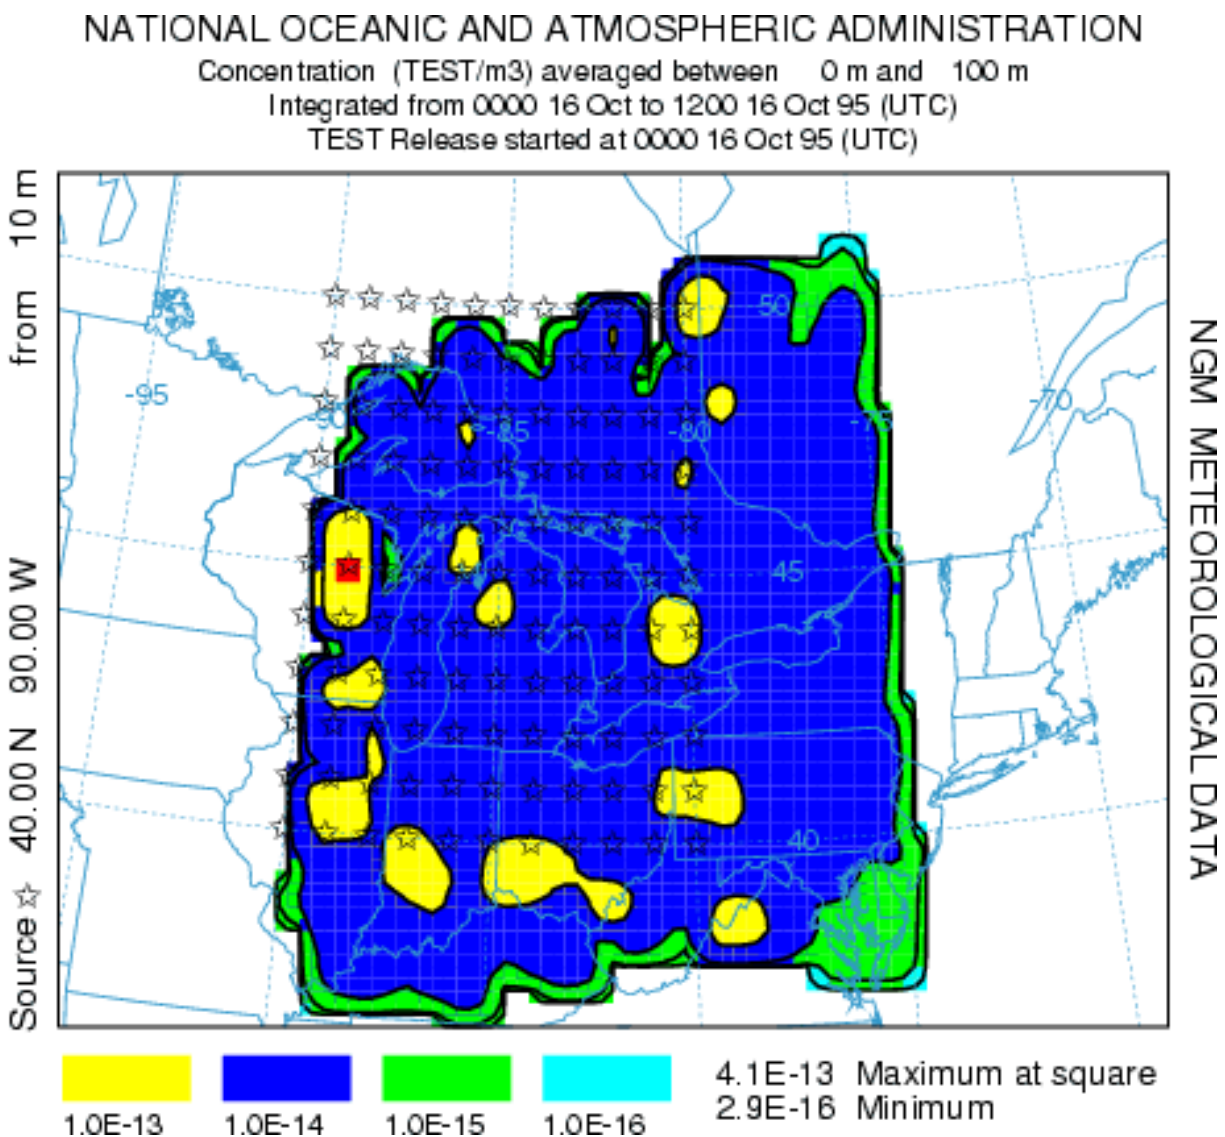 NATIONAL OCEANIC AND ATMOSPHERIC ADMINISTRATION
Concentration (TEST/m3) averaged between 0 m and 100 m
Integrated from 0000 16 Oct to 1200 16 Oct 95 (UTC)
TEST Release started at 0000 16 Oct 95 (UTC)
Source ☆ 40.00 N 90.00 W from 10 m
NGM METEOROLOGICAL DATA
50
-95
-90
-85
-80
-75
-70
45
40
4.1E-13 Maximum at square
2.9E-16 Minimum
1.0E-13 1.0E-14 1.0E-15 1.0E-16